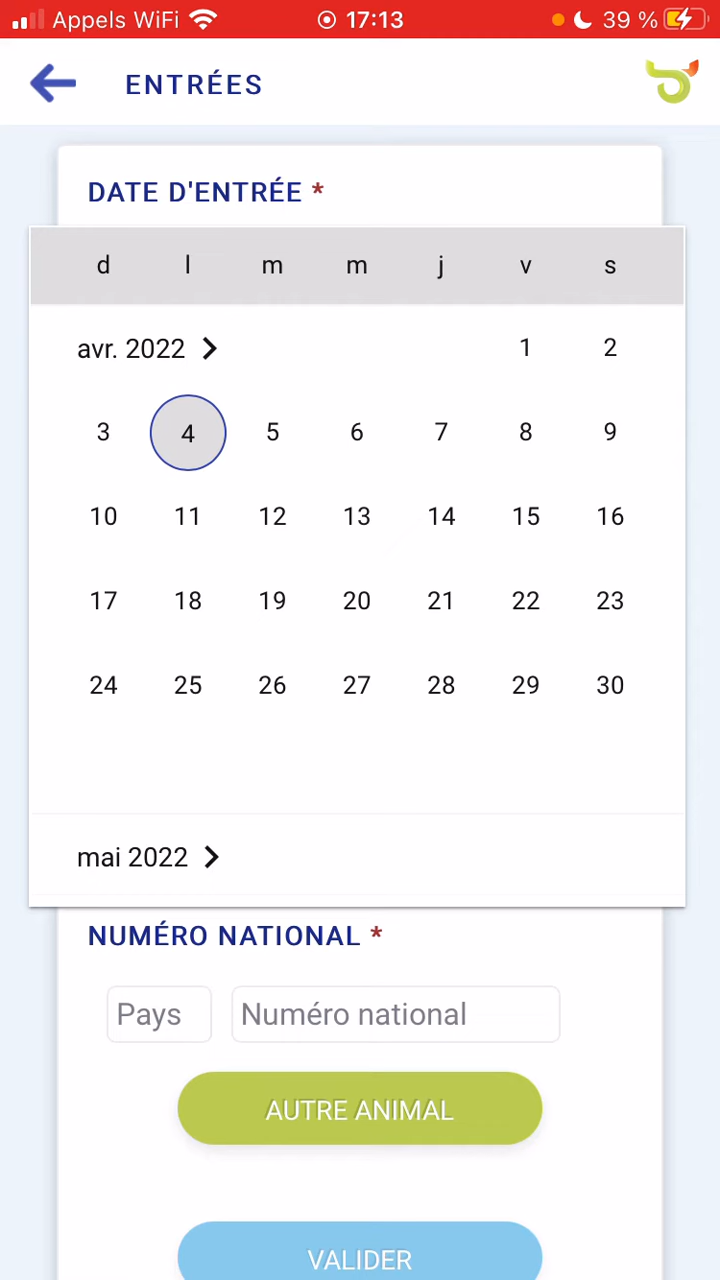 Appels WiFi 17:13 39 %
ENTRÉES
DATE D'ENTRÉE *
d l m m j v s
avr. 2022 1 2
3 4 5 6 7 8 9
10 11 12 13 14 15 16
17 18 19 20 21 22 23
24 25 26 27 28 29 30
mai 2022
NUMÉRO NATIONAL *
Pays Numéro national
AUTRE ANIMAL
VALIDER